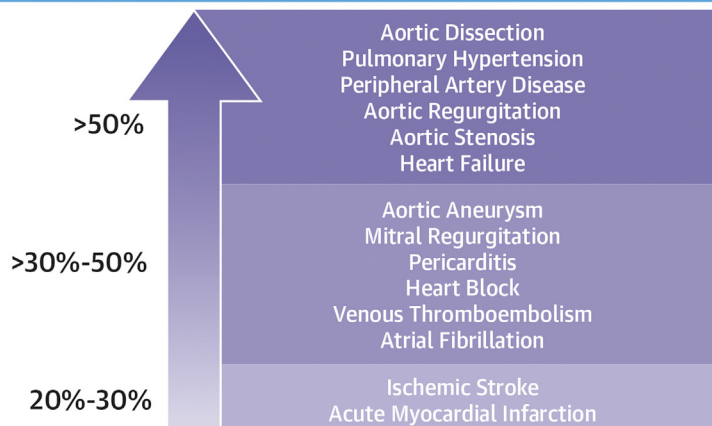 >50%
Aortic Dissection
Pulmonary Hypertension
Peripheral Artery Disease
Aortic Regurgitation
Aortic Stenosis
Heart Failure
>30%-50%
Aortic Aneurysm
Mitral Regurgitation
Pericarditis
Heart Block
Venous Thromboembolism
Atrial Fibrillation
20%-30%
Ischemic Stroke
Acute Myocardial Infarction